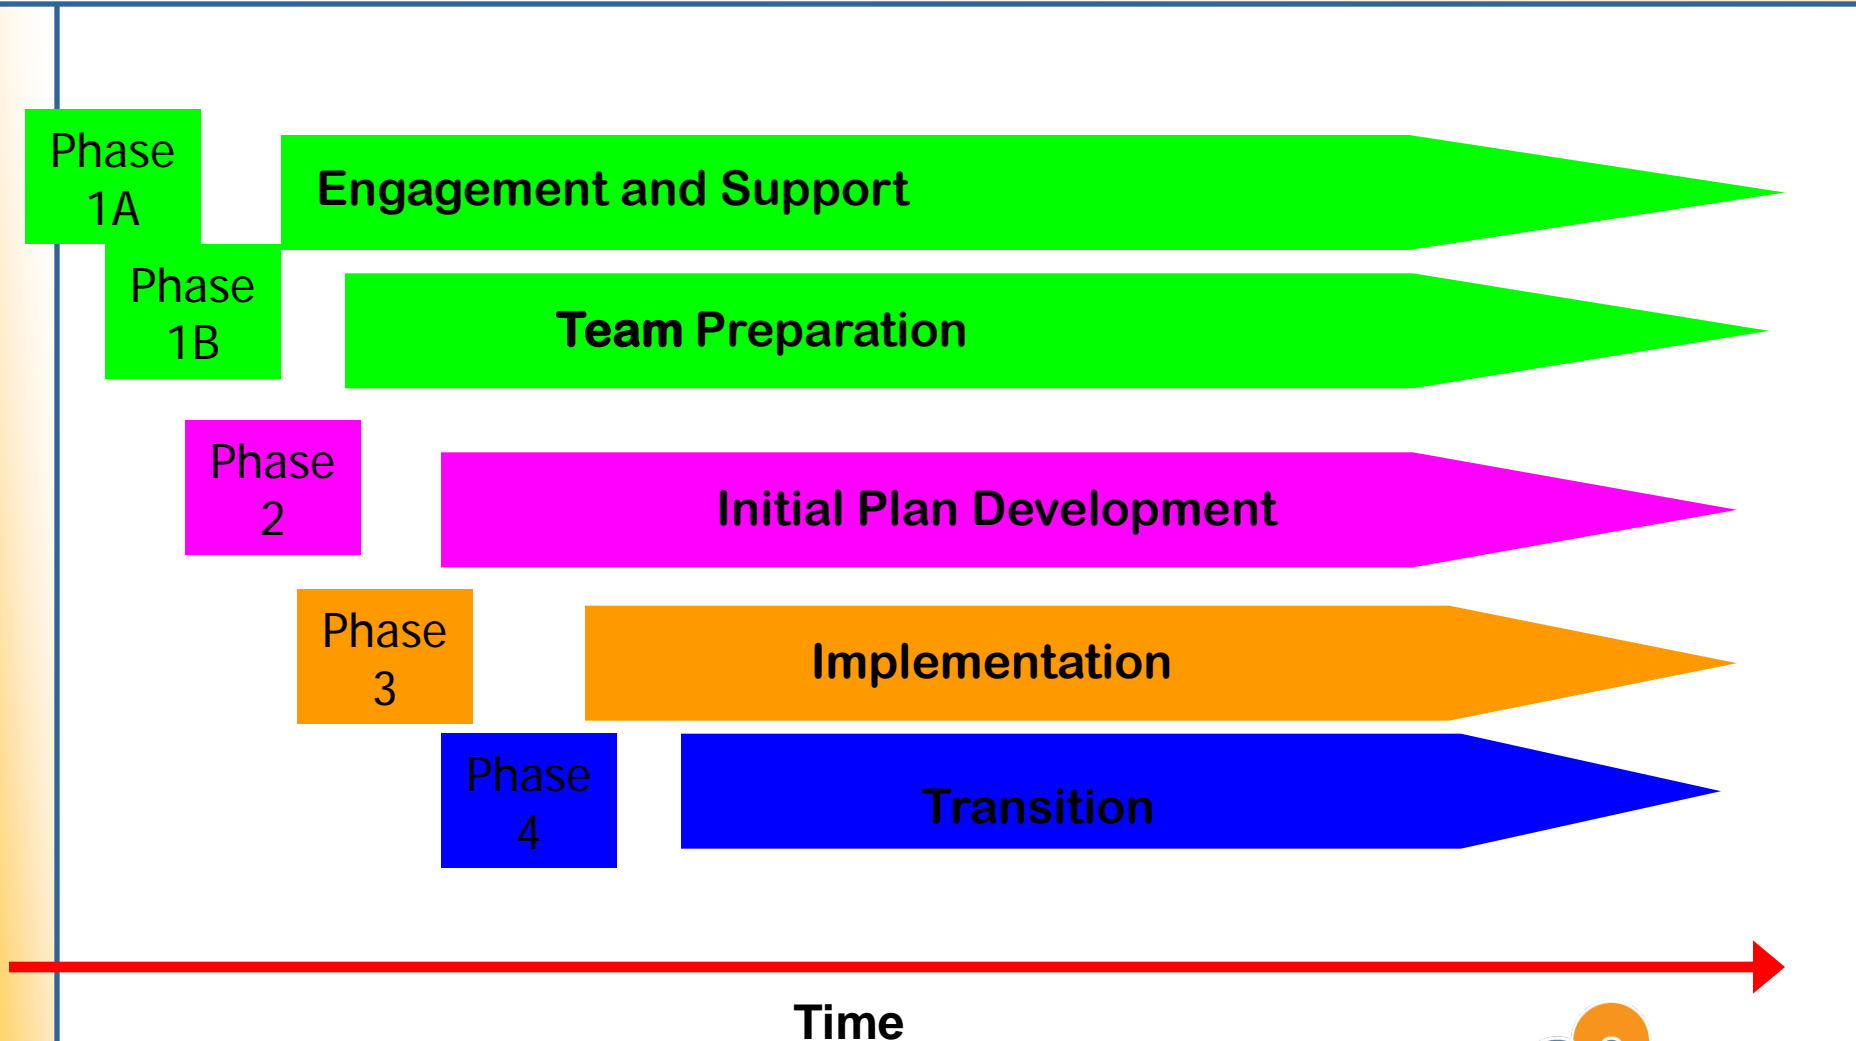 Phase
1A
Engagement and Support
Phase
1B
Team Preparation
Phase
2
Initial Plan Development
Phase
3
Implementation
Phase
4
Transition
Time